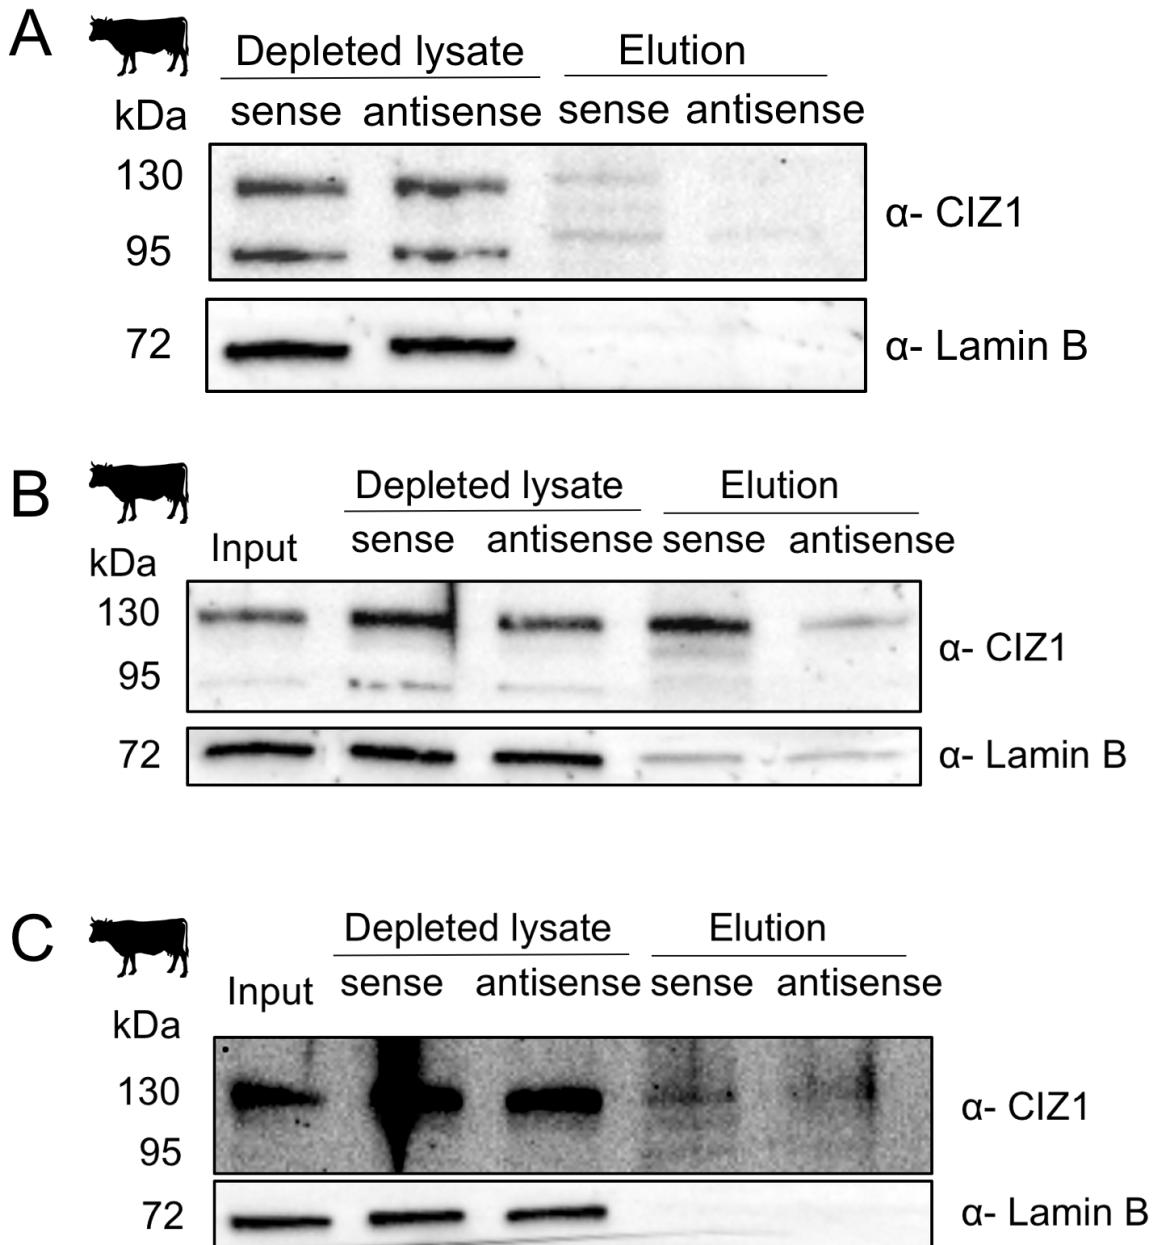 A
Depleted lysate Elution
kDa sense antisense sense antisense
130
α- CIZ1
95
72 α- Lamin B
B
Depleted lysate Elution
Input sense antisense sense antisense
kDa
130
α- CIZ1
95
72 α- Lamin B
C
Depleted lysate Elution
Input sense antisense sense antisense
kDa
130
α- CIZ1
95
72 α- Lamin B